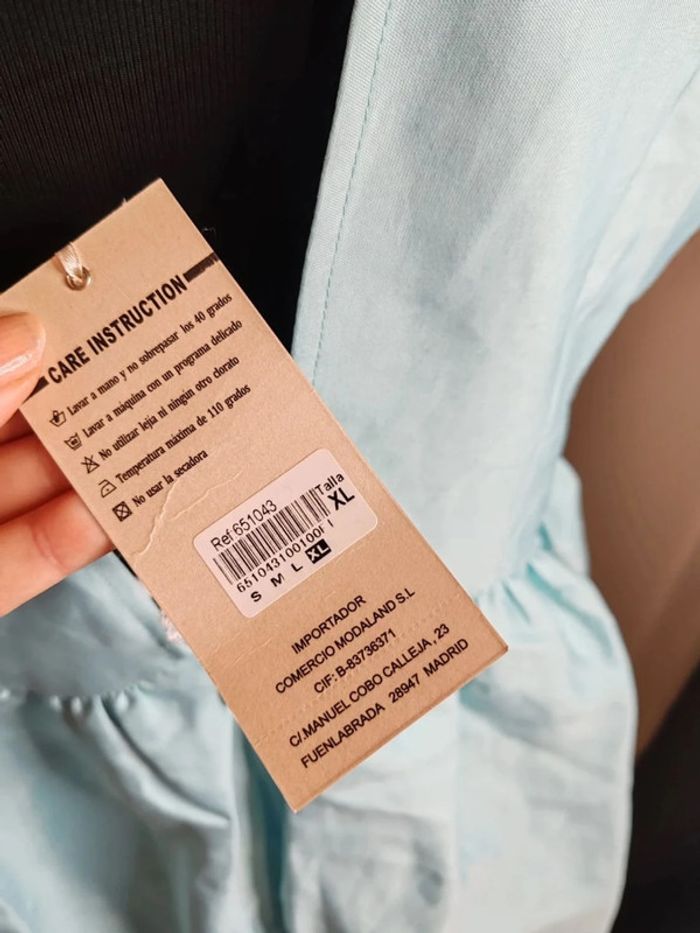 CARE INSTRUCTION
Lavar a mano y no sobrepasar los 40 grados
Lavar a máquina con un programa delicado
No utilizar lejia ni ningún otro clorato
Temperatura máxima de 110 grados
No usar la secadora
Ref:651043
Talla
XL
651043100100
S M L XL
IMPORTADOR
COMERCIO MODALAND S.L
CIF: B-83736371
C/.MANUEL COBO CALLEJA , 23
FUENLABRADA 28947 MADRID